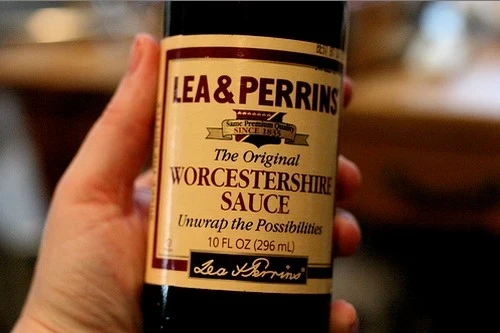 LEA & PERRINS
Same Premium Quality
SINCE 1835
The Original
WORCESTERSHIRE
SAUCE
Unwrap the Possibilities
10 FL OZ (296 mL)
Lea & Perrins